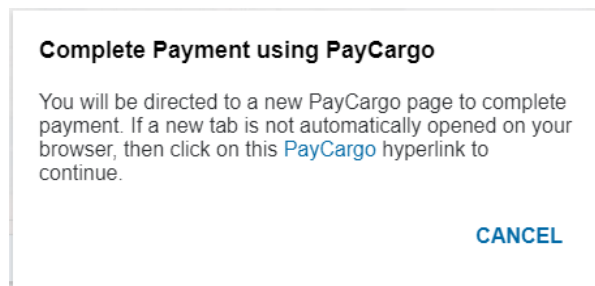 Complete Payment using PayCargo
You will be directed to a new PayCargo page to complete
payment. If a new tab is not automatically opened on your
browser, then click on this PayCargo hyperlink to
continue.
CANCEL